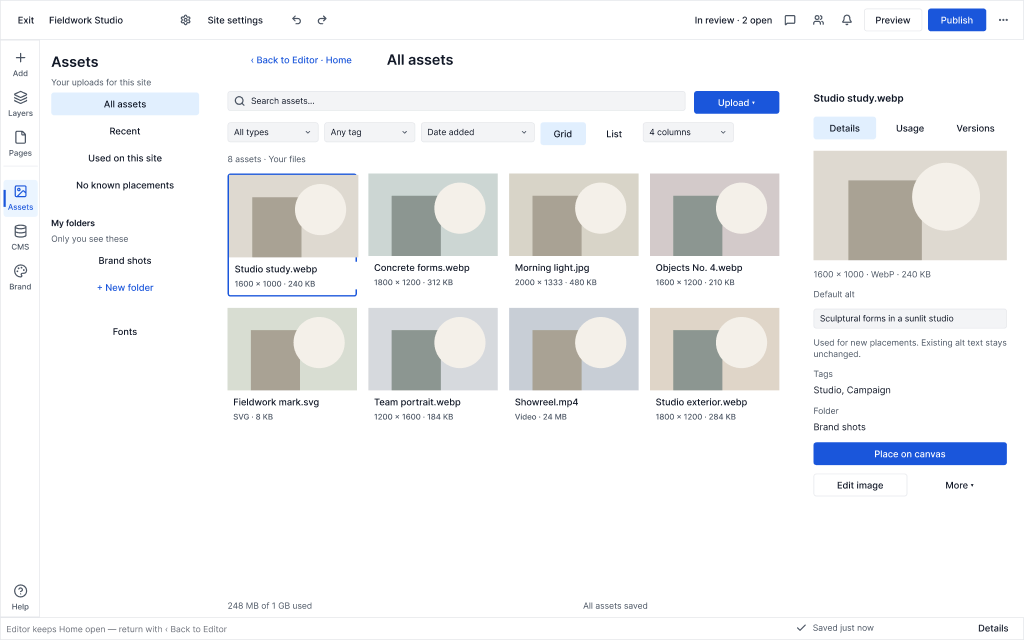 Exit
Fieldwork Studio
Site settings
In review · 2 open
Preview
Publish
Add
Layers
Pages
Assets
CMS
Brand
Help
Assets
Your uploads for this site
All assets
Recent
Used on this site
No known placements
My folders
Only you see these
Brand shots
+ New folder
Fonts
‹ Back to Editor · Home
All assets
Search assets...
Upload
All types
Any tag
Date added
Grid
List
4 columns
8 assets · Your files
Studio study.webp
1600 × 1000 · 240 KB
Concrete forms.webp
1800 × 1200 · 312 KB
Morning light.jpg
2000 × 1333 · 480 KB
Objects No. 4.webp
1600 × 1200 · 210 KB
Fieldwork mark.svg
SVG · 8 KB
Team portrait.webp
1200 × 1600 · 184 KB
Showreel.mp4
Video · 24 MB
Studio exterior.webp
1800 × 1200 · 284 KB
248 MB of 1 GB used
All assets saved
Studio study.webp
Details
Usage
Versions
1600 × 1000 · WebP · 240 KB
Default alt
Sculptural forms in a sunlit studio
Used for new placements. Existing alt text stays
unchanged.
Tags
Studio, Campaign
Folder
Brand shots
Place on canvas
Edit image
More
Editor keeps Home open — return with ‹ Back to Editor
Saved just now
Details